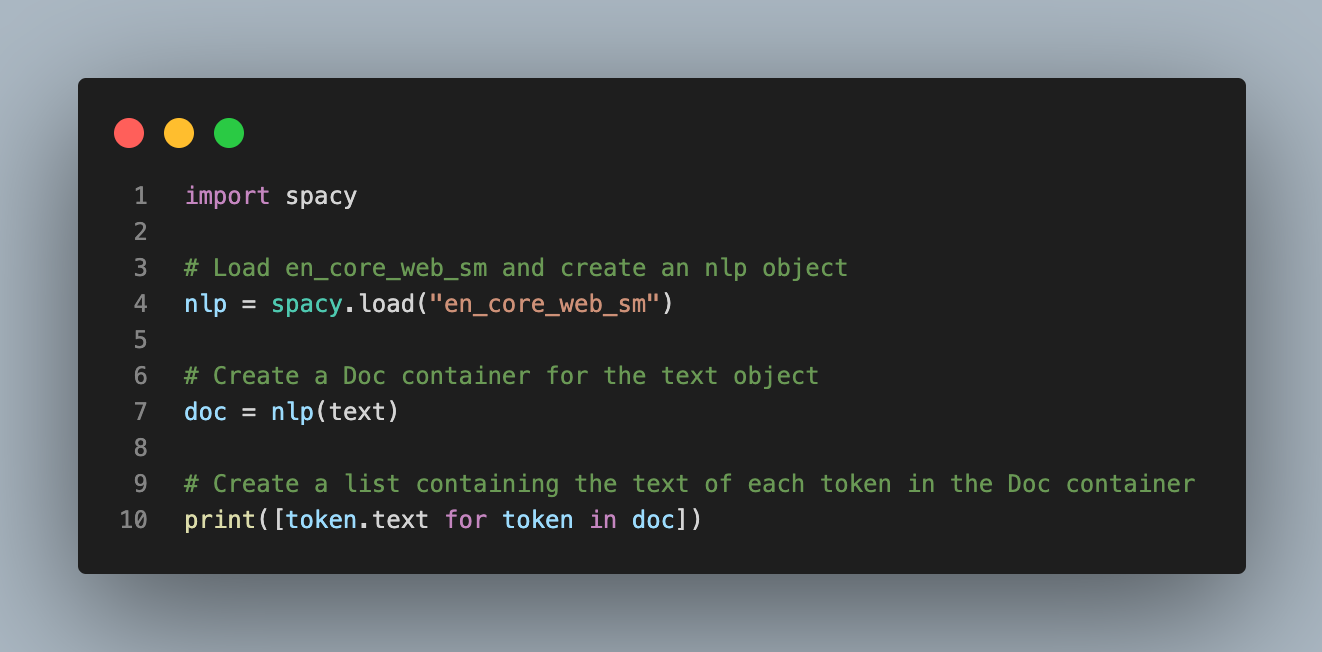 1 import spacy
2
3 # Load en_core_web_sm and create an nlp object
4 nlp = spacy.load("en_core_web_sm")
5
6 # Create a Doc container for the text object
7 doc = nlp(text)
8
9 # Create a list containing the text of each token in the Doc container
10 print([token.text for token in doc])